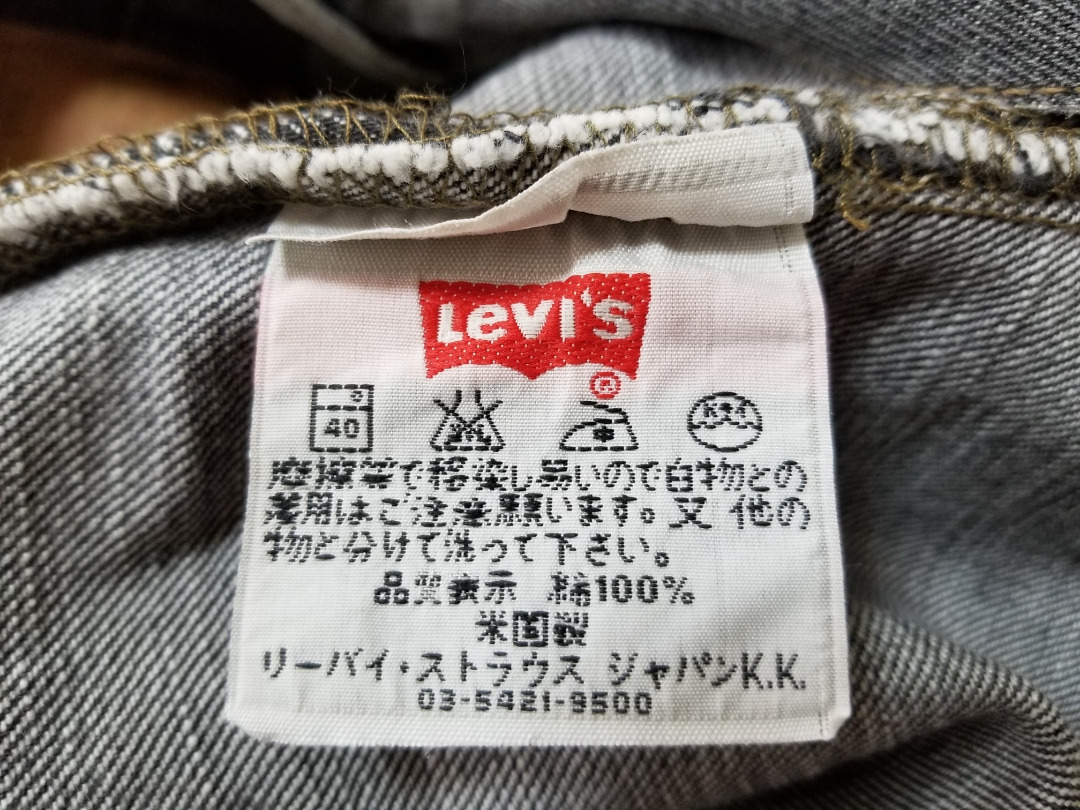 Levi's
®
40
摩擦等で移染し易いので白物との
着用はご注意願います。又 他の
物と分けて洗って下さい。
品質表示 綿100%
米国製
リーバイ・ストラウス ジャパンK.K.
03-5421-9500